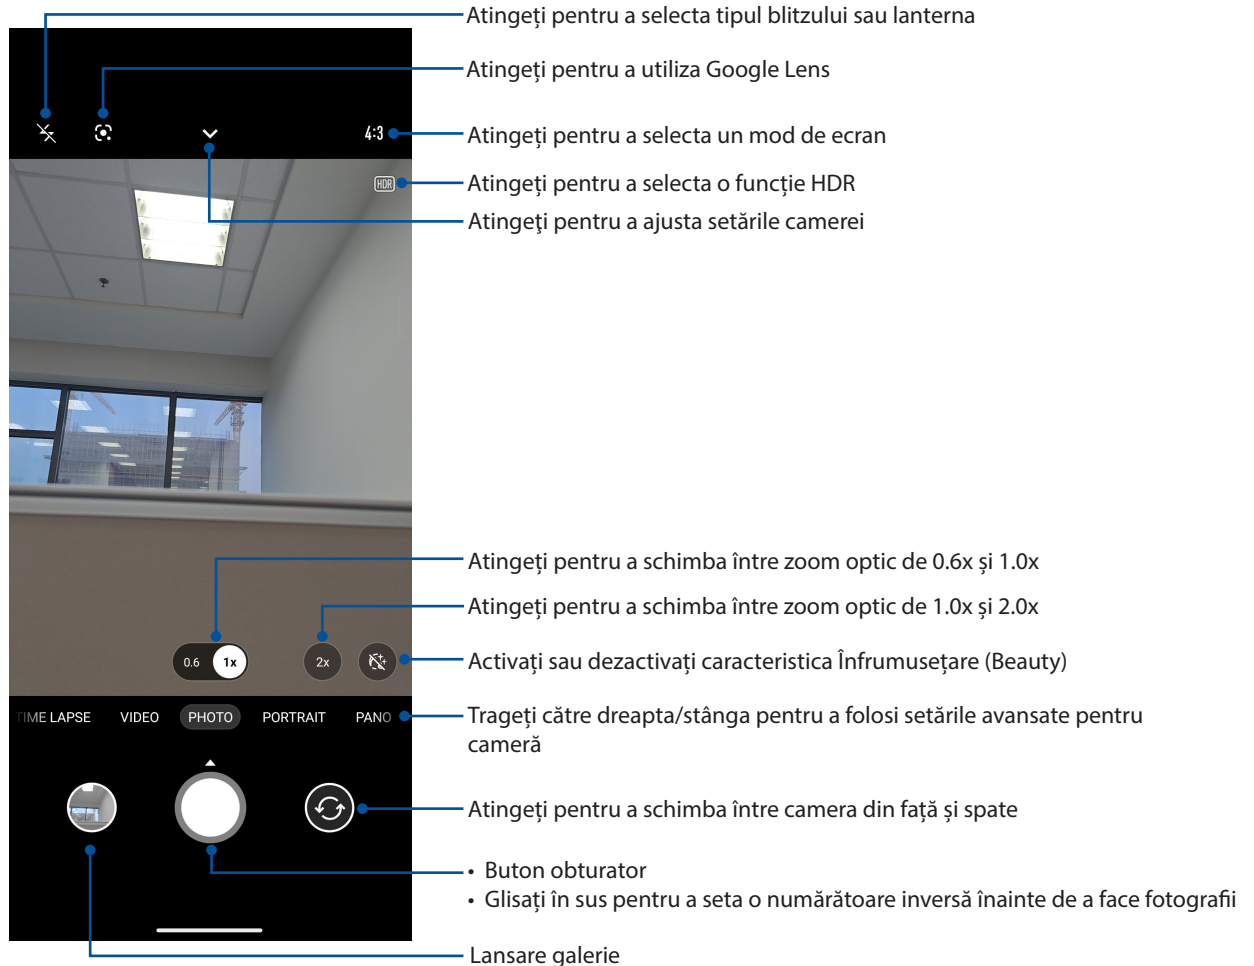 Atingeți pentru a selecta tipul blitzului sau lanterna
Atingeți pentru a utiliza Google Lens
4:3
Atingeți pentru a selecta un mod de ecran
HDR
Atingeți pentru a selecta o funcție HDR
Atingeţi pentru a ajusta setările camerei
Atingeți pentru a schimba între zoom optic de 0.6x și 1.0x
Atingeți pentru a schimba între zoom optic de 1.0x și 2.0x
0.6 1x 2x
Activați sau dezactivați caracteristica Înfrumusețare (Beauty)
TIME LAPSE VIDEO PHOTO PORTRAIT PANO
Trageți către dreapta/stânga pentru a folosi setările avansate pentru
cameră
Atingeți pentru a schimba între camera din față și spate
• Buton obturator
• Glisați în sus pentru a seta o numărătoare inversă înainte de a face fotografii
Lansare galerie